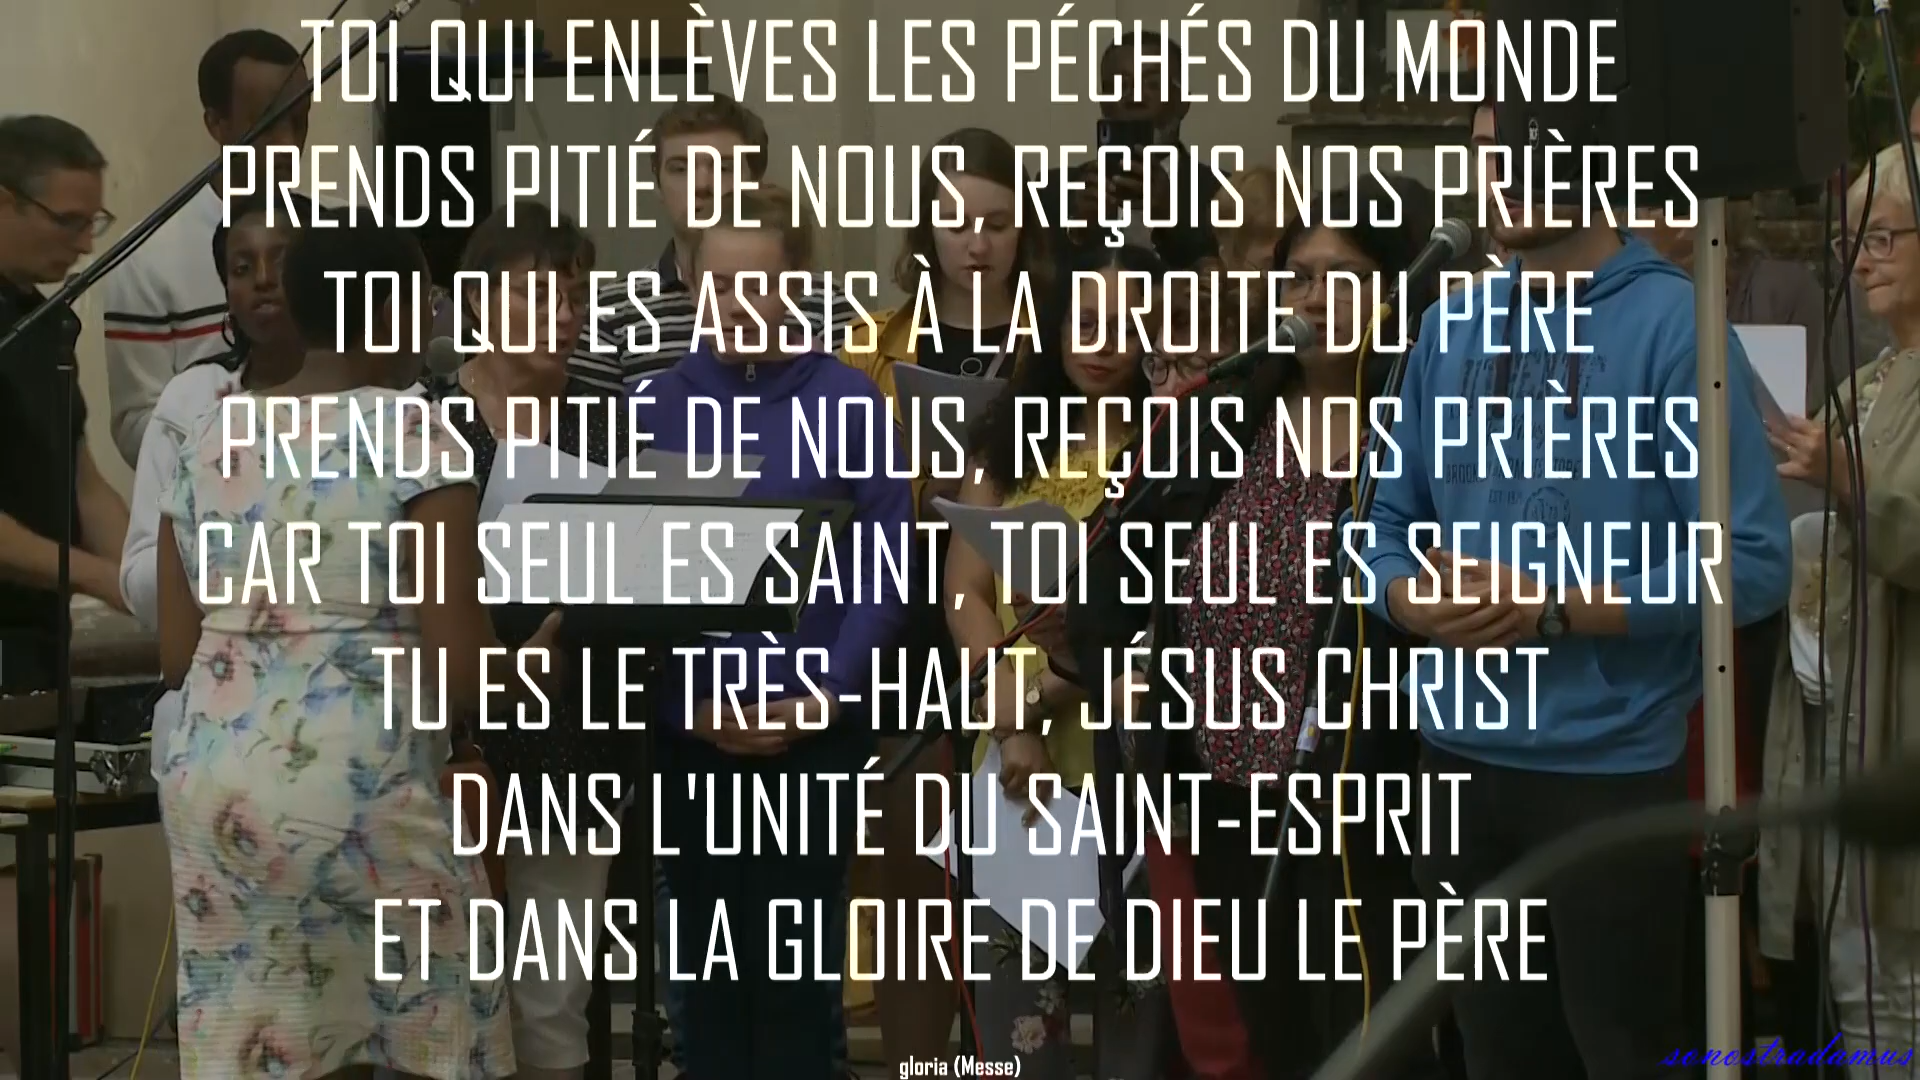 TOI QUI ENLÈVES LES PÉCHÉS DU MONDE
PRENDS PITIÉ DE NOUS, REÇOIS NOS PRIÈRES
TOI QUI ES ASSIS À LA DROITE DU PÈRE
PRENDS PITIÉ DE NOUS, REÇOIS NOS PRIÈRES
CAR TOI SEUL ES SAINT, TOI SEUL ES SEIGNEUR
TU ES LE TRÈS-HAUT, JÉSUS CHRIST
DANS L'UNITÉ DU SAINT-ESPRIT
ET DANS LA GLOIRE DE DIEU LE PÈRE
gloria (Messe)
sonostradamus